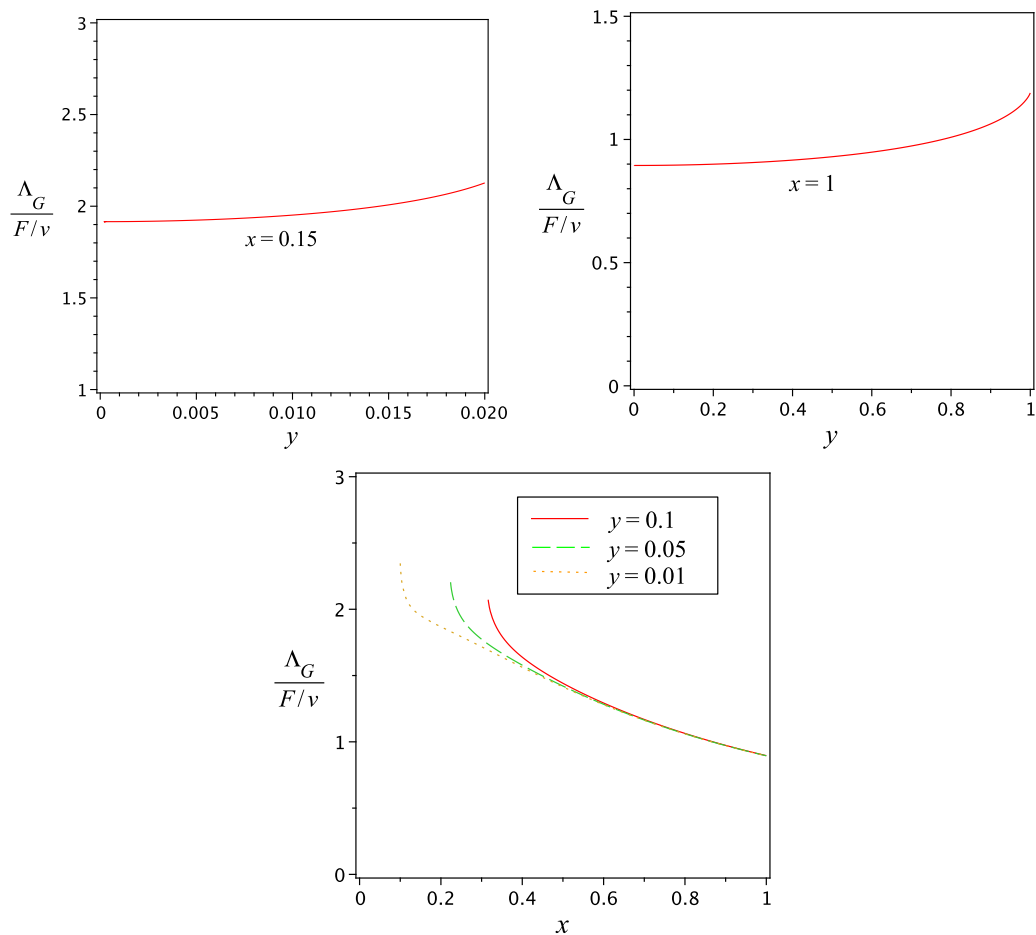 3
2.5
2
1.5
1
Λ_G
F/v
x = 0.15
0 0.005 0.010 0.015 0.020
y
1.5
1
0.5
0
Λ_G
F/v
x = 1
0 0.2 0.4 0.6 0.8 1
y
3
2
1
0
Λ_G
F/v
y = 0.1
y = 0.05
y = 0.01
0 0.2 0.4 0.6 0.8 1
x